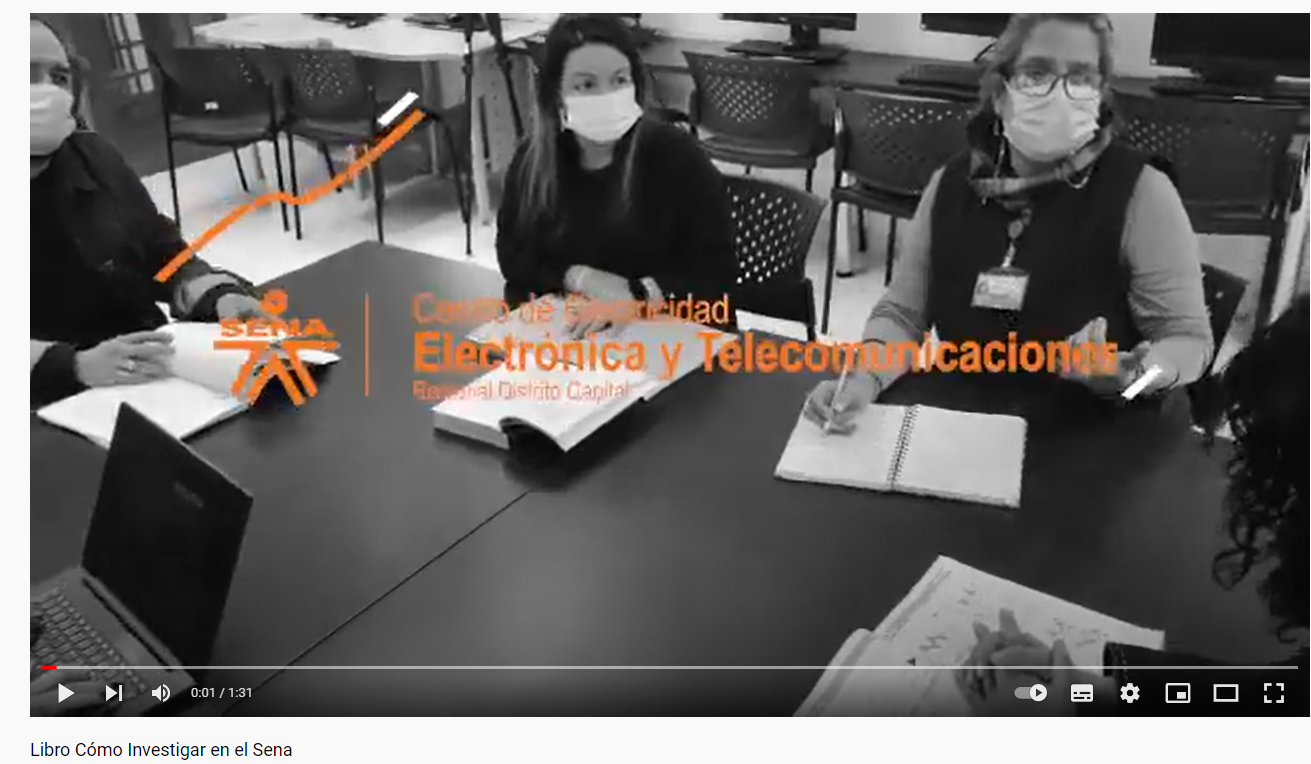 SENA
Centro de Electricidad
Electrónica y Telecomunicaciones
Regional Distrito Capital
0:01 / 1:31
Libro Cómo Investigar en el Sena